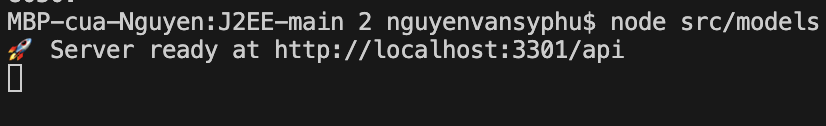 MBP-cua-Nguyen:J2EE-main 2 nguyenvansyphu$ node src/models
🚀 Server ready at http://localhost:3301/api